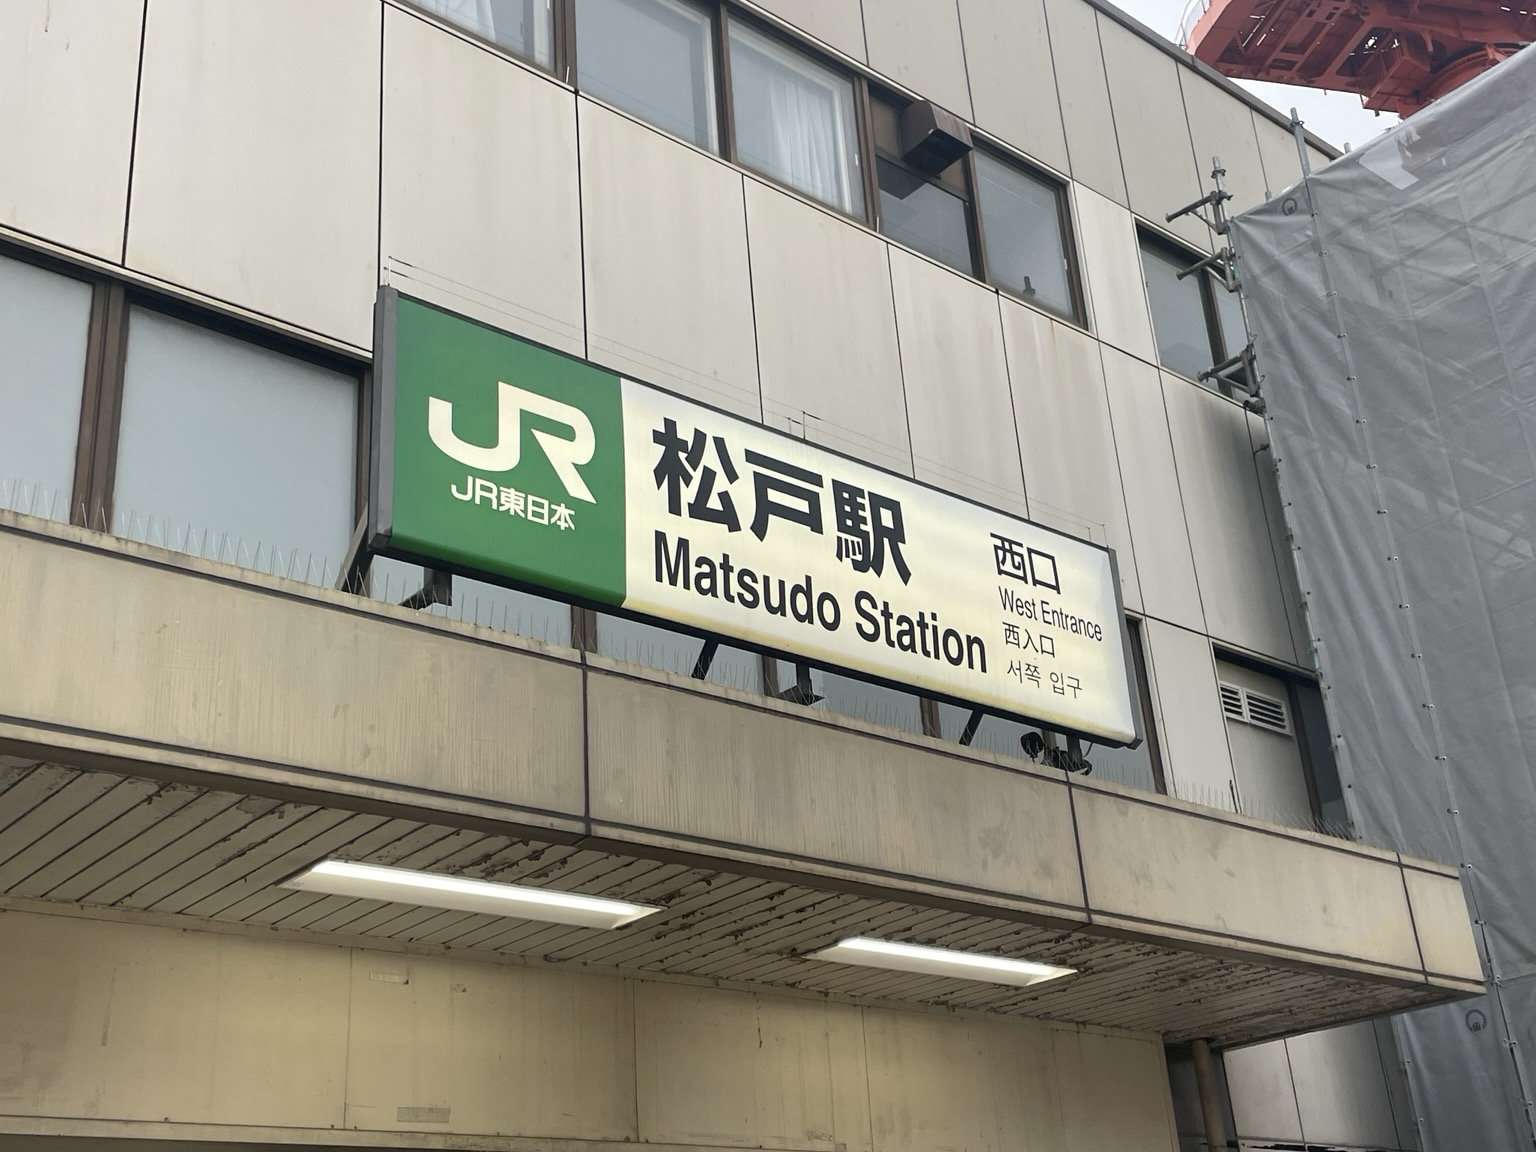 JR
JR東日本
松戸駅
Matsudo Station
西口
West Entrance
西入口
서쪽 입구